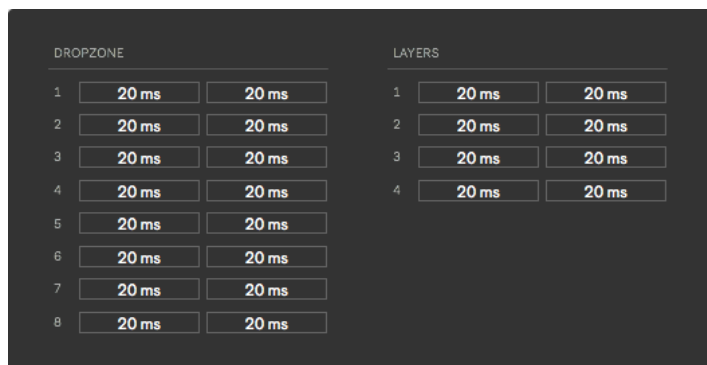 DROPZONE
1 20 ms 20 ms
2 20 ms 20 ms
3 20 ms 20 ms
4 20 ms 20 ms
5 20 ms 20 ms
6 20 ms 20 ms
7 20 ms 20 ms
8 20 ms 20 ms
LAYERS
1 20 ms 20 ms
2 20 ms 20 ms
3 20 ms 20 ms
4 20 ms 20 ms